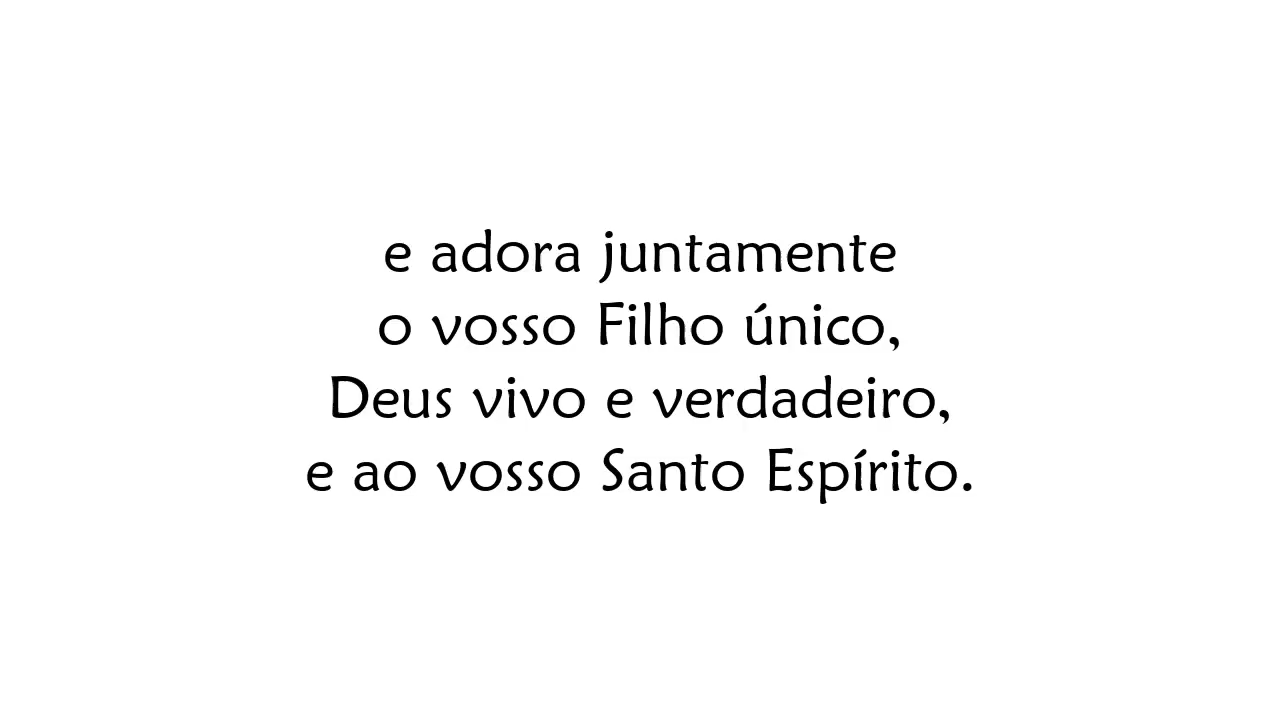 e adora juntamente
o vosso Filho único,
Deus vivo e verdadeiro,
e ao vosso Santo Espírito.